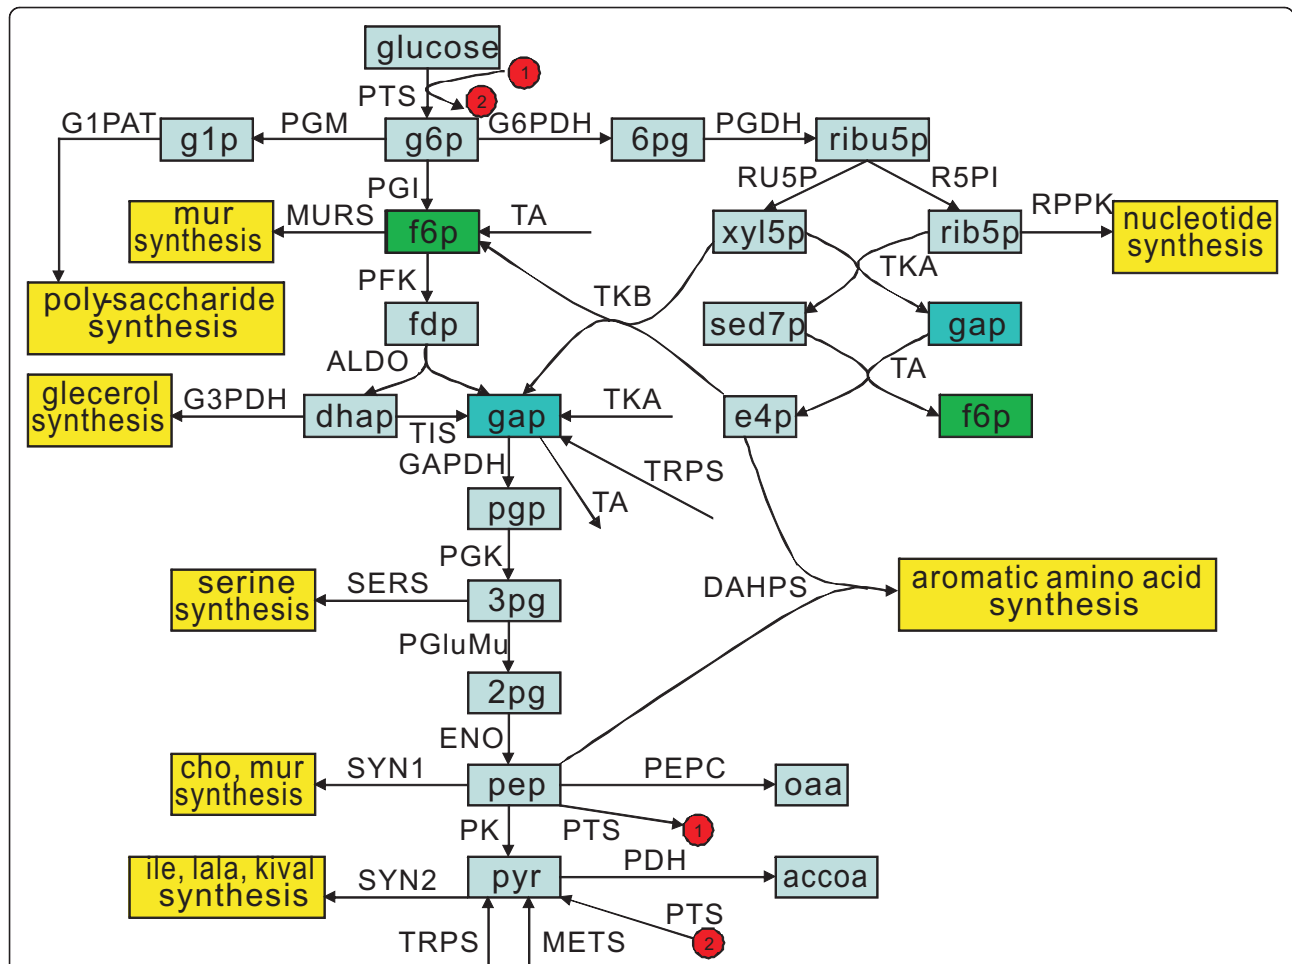 glucose
1
PTS
2
G1PAT
PGM
G6PDH
PGDH
g1p
g6p
6pg
ribu5p
PGI
RU5P
R5PI
mur
synthesis
MURS
f6p
TA
xyl5p
rib5p
RPPK
nucleotide
synthesis
TKA
poly-saccharide
synthesis
PFK
TKB
fdp
sed7p
gap
ALDO
TA
glecerol
synthesis
G3PDH
dhap
TIS
gap
TKA
e4p
f6p
GAPDH
TRPS
pgp
TA
PGK
serine
synthesis
SERS
3pg
DAHPS
aromatic amino acid
synthesis
PGluMu
2pg
ENO
cho, mur
synthesis
SYN1
pep
PEPC
oaa
PK
PTS
1
ile, lala, kival
synthesis
SYN2
pyr
PDH
accoa
PTS
TRPS
METS
2